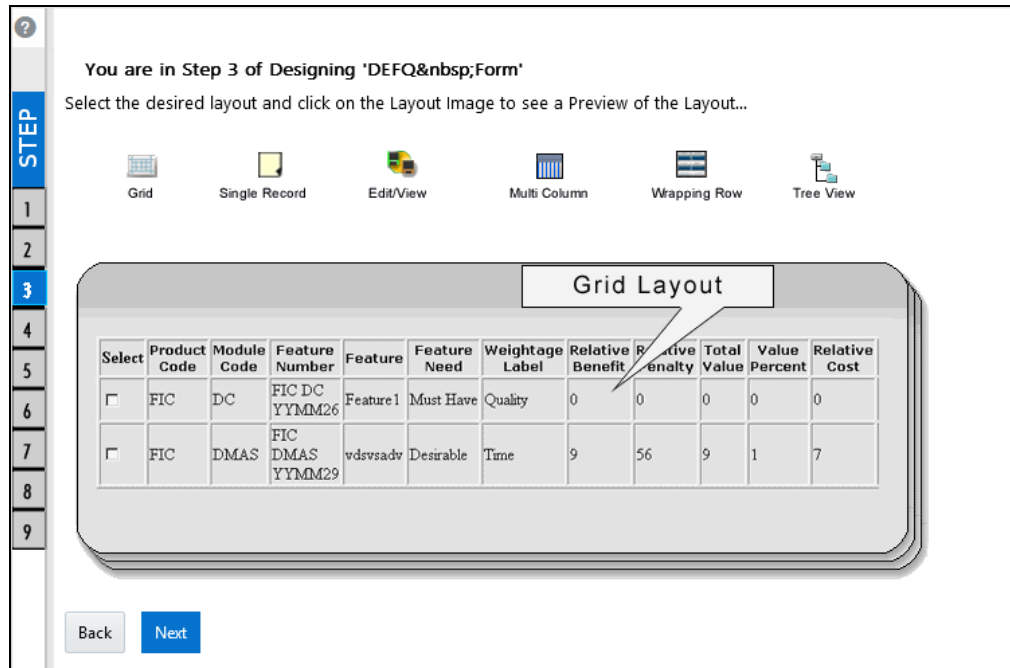 ?
You are in Step 3 of Designing 'DEFQ&nbsp;Form'
Select the desired layout and click on the Layout Image to see a Preview of the Layout...
STEP
1
2
3
4
5
6
7
8
9
Grid Single Record Edit/View Multi Column Wrapping Row Tree View
Grid Layout
Select Product Code Module Code Feature Number Feature Feature Need Weightage Label Relative Benefit Total Value Value Percent Relative Cost
FIC DC FIC DC YYMM26 Feature1 Must Have Quality 0 0 0 0 0
FIC DMAS FIC DMAS YYMM29 vdsvsadv Desirable Time 9 56 9 1 7
Back Next